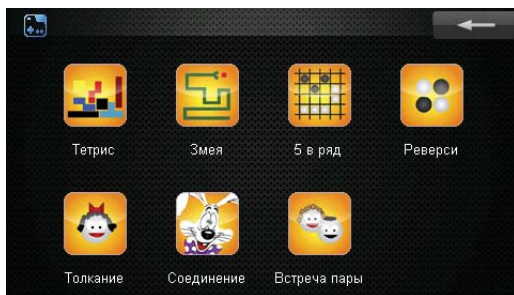 Тетрис
Змея
5 в ряд
Реверси
Толкание
Соединение
Встреча пары